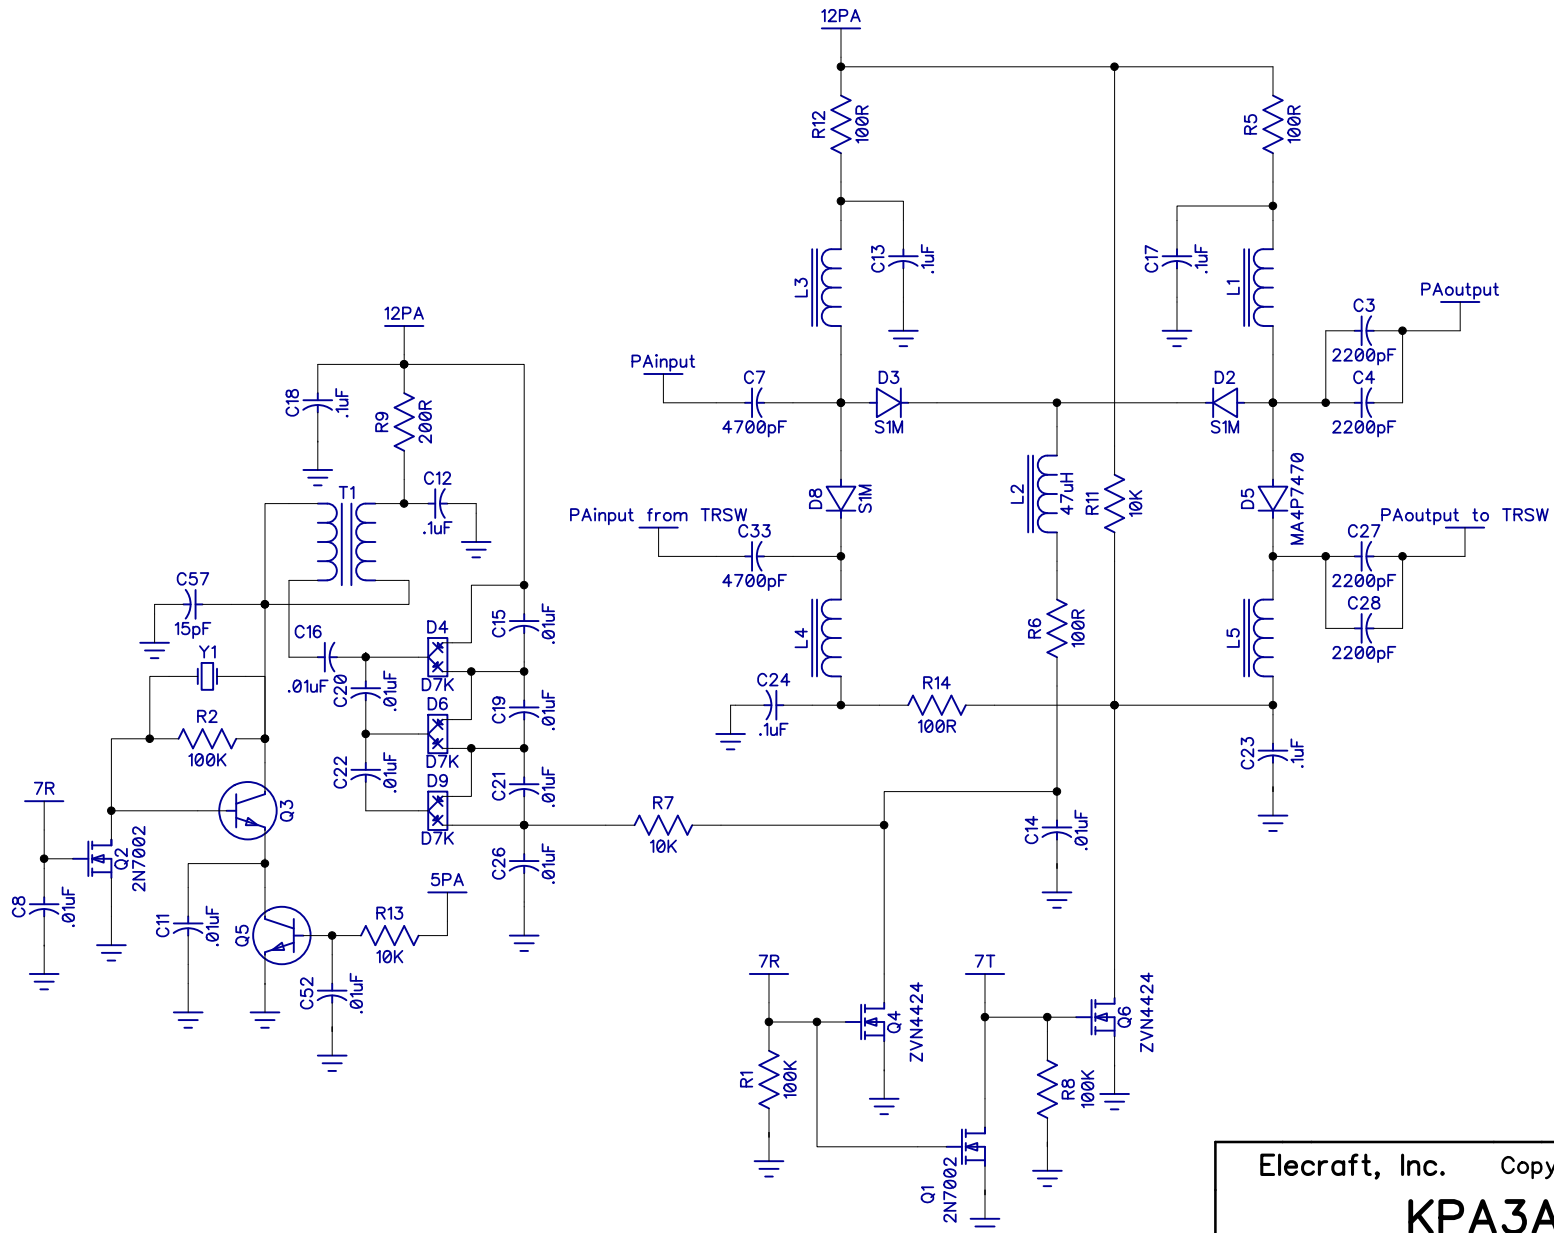 12PA
R12
100R
R5
100R
L3
C13
.1uF
C17
.1uF
L1
PAoutput
C3
2200pF
C4
2200pF
12PA
C18
.1uF
R9
200R
C12
.1uF
T1
PAinput
C7
4700pF
D3
S1M
D2
S1M
D8
S1M
L2
47uH
R11
10K
D5
MA4P7470
PAinput from TRSW
C33
4700pF
PAoutput to TRSW
C27
2200pF
C28
2200pF
C57
15pF
Y1
R2
100K
C16
.01uF
C20
.01uF
D4
D7K
C15
.01uF
D6
D7K
C19
.01uF
C22
.01uF
D9
D7K
C21
.01uF
L4
C24
.1uF
R14
100R
R6
100R
L5
C23
.1uF
7R
C8
.01uF
Q2
2N7002
Q3
C11
.01uF
Q5
C52
.01uF
R13
10K
5PA
C26
.01uF
R7
10K
C14
.01uF
7R
R1
100K
Q4
ZVN4424
7T
Q1
2N7002
R8
100K
Q6
ZVN4424
Elecraft, Inc. Copy
KPA3A